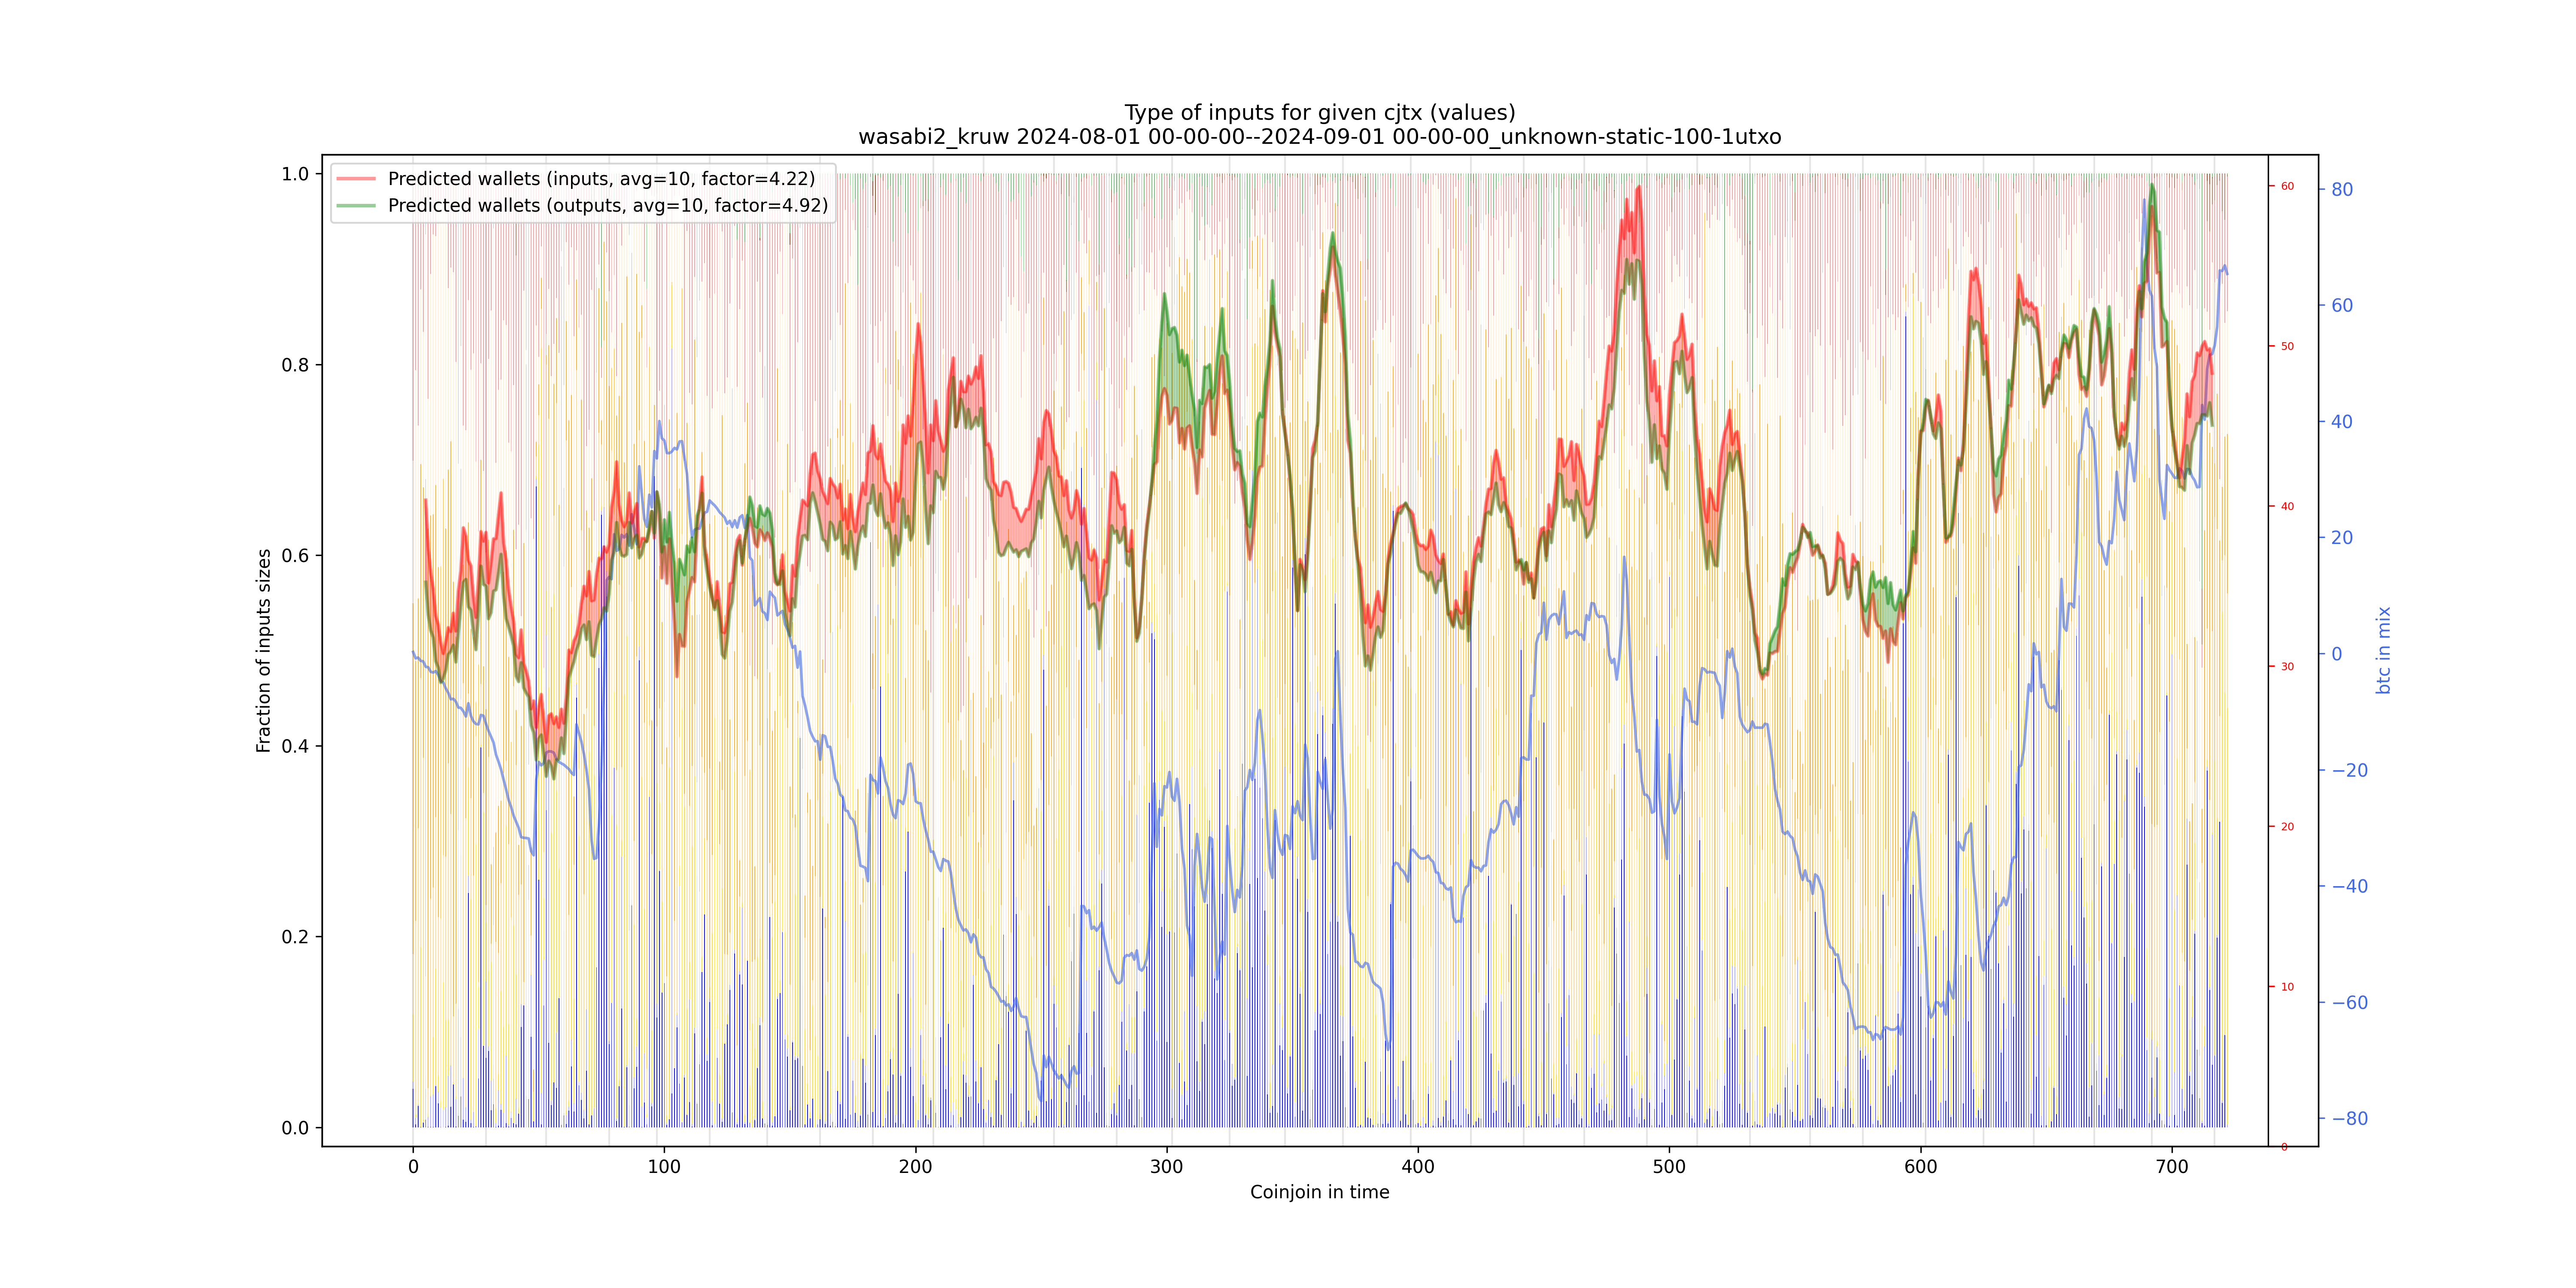 Type of inputs for given cjtx (values)
wasabi2_kruw 2024-08-01 00-00-00--2024-09-01 00-00-00_unknown-static-100-1utxo
Predicted wallets (inputs, avg=10, factor=4.22)
Predicted wallets (outputs, avg=10, factor=4.92)
Fraction of inputs sizes
1.0
0.8
0.6
0.4
0.2
0.0
0 100 200 300 400 500 600 700
Coinjoin in time
60
50
40
30
20
10
0
80
60
40
20
0
−20
−40
−60
−80
btc in mix